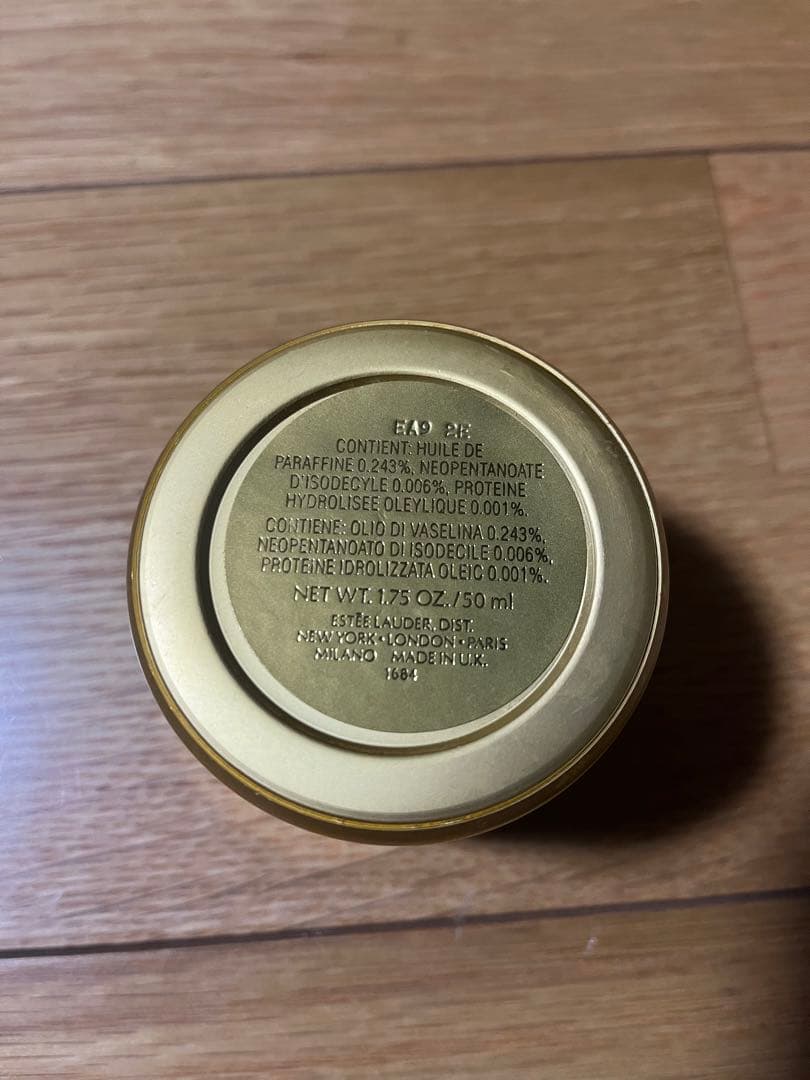 EA9 2E
CONTIENT: HUILE DE
PARAFFINE 0.243%, NEOPENTANOATE
D'ISODECYLE 0.006%, PROTEINE
HYDROLISEE OLEYLIQUE 0.001%.
CONTIENE: OLIO DI VASELINA 0.243%,
NEOPENTANOATO DI ISODECILE 0.006%,
PROTEINE IDROLIZZATA OLEIC 0.001%.
NET WT. 1.75 OZ./50 ml
ESTĒE LAUDER, DIST.
NEW YORK • LONDON • PARIS
MILANO MADE IN U.K.
1684